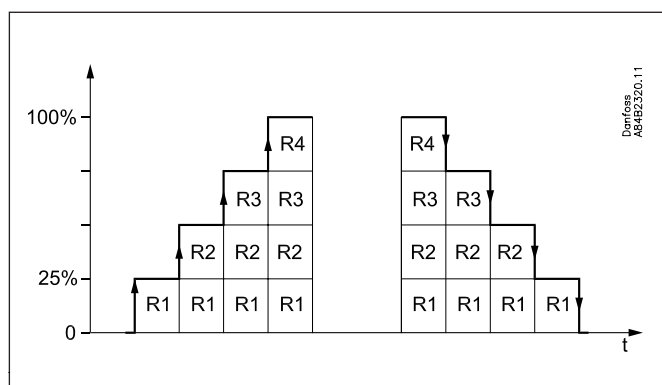 Danfoss
A84B2320.11
100%
R4 R4
R3 R3 R3 R3
R2 R2 R2 R2 R2 R2
25%
R1 R1 R1 R1 R1 R1 R1 R1
0
t